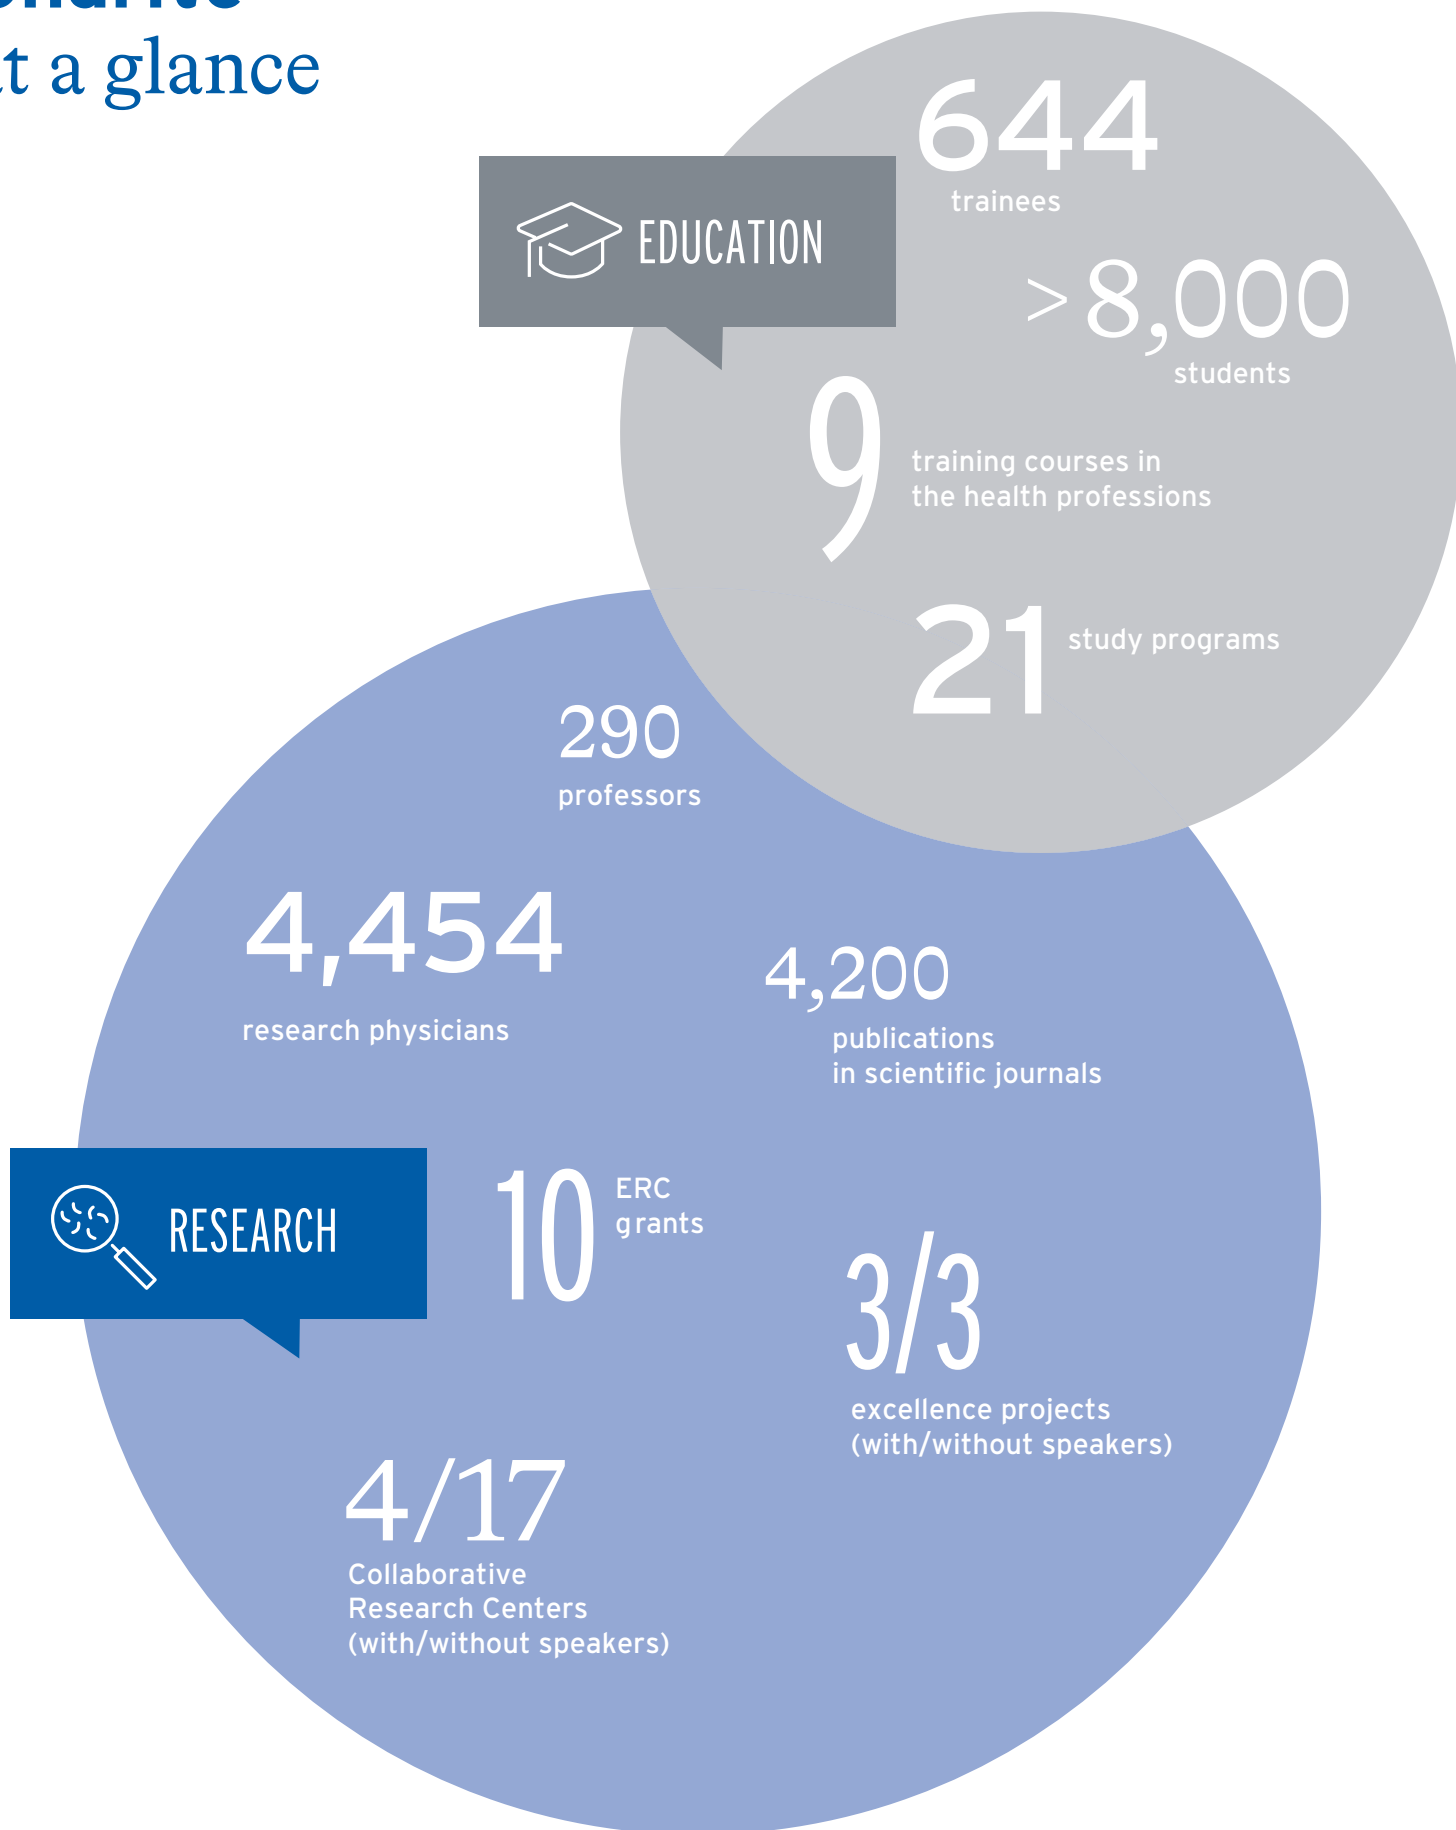 at a glance
644
trainees
EDUCATION
>8,000
students
9
training courses in
the health professions
21
study programs
290
professors
4,454
research physicians
4,200
publications
in scientific journals
RESEARCH
10
ERC
grants
3/3
excellence projects
(with/without speakers)
4/17
Collaborative
Research Centers
(with/without speakers)